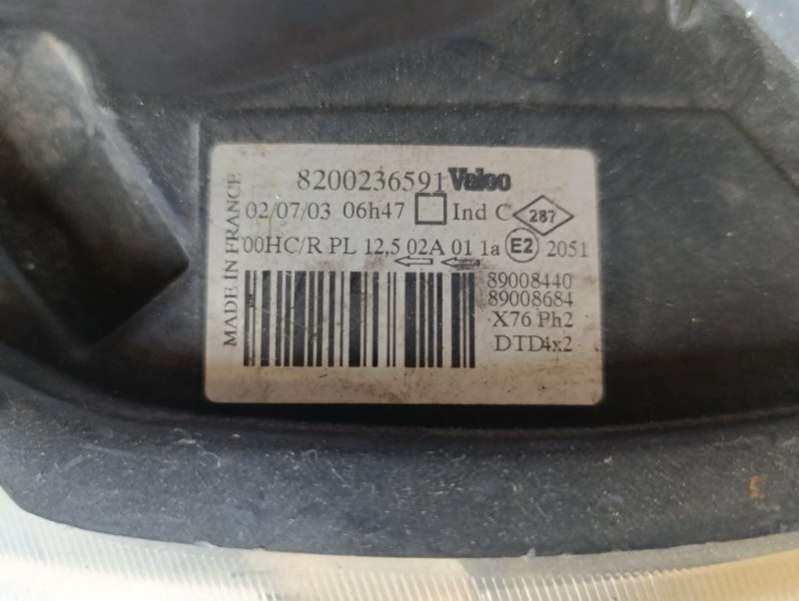 MADE IN FRANCE
8200236591 Valeo
02/07/03 06h47 Ind C 287
00HC/R PL 12,5 02A 01 1a E2 2051
89008440
89008684
X76 Ph2
DTD4x2